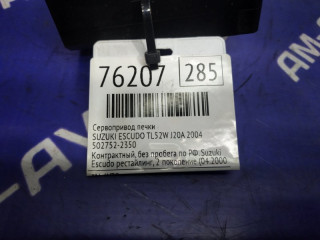 76207 285
Сервопривод печки
SUZUKI ESCUDO TL52W J20A 2004
502752-2350
Контрактный, без пробега по РФ. Suzuki
Escudo рестайлинг, 2 поколение (04.2000
AM-